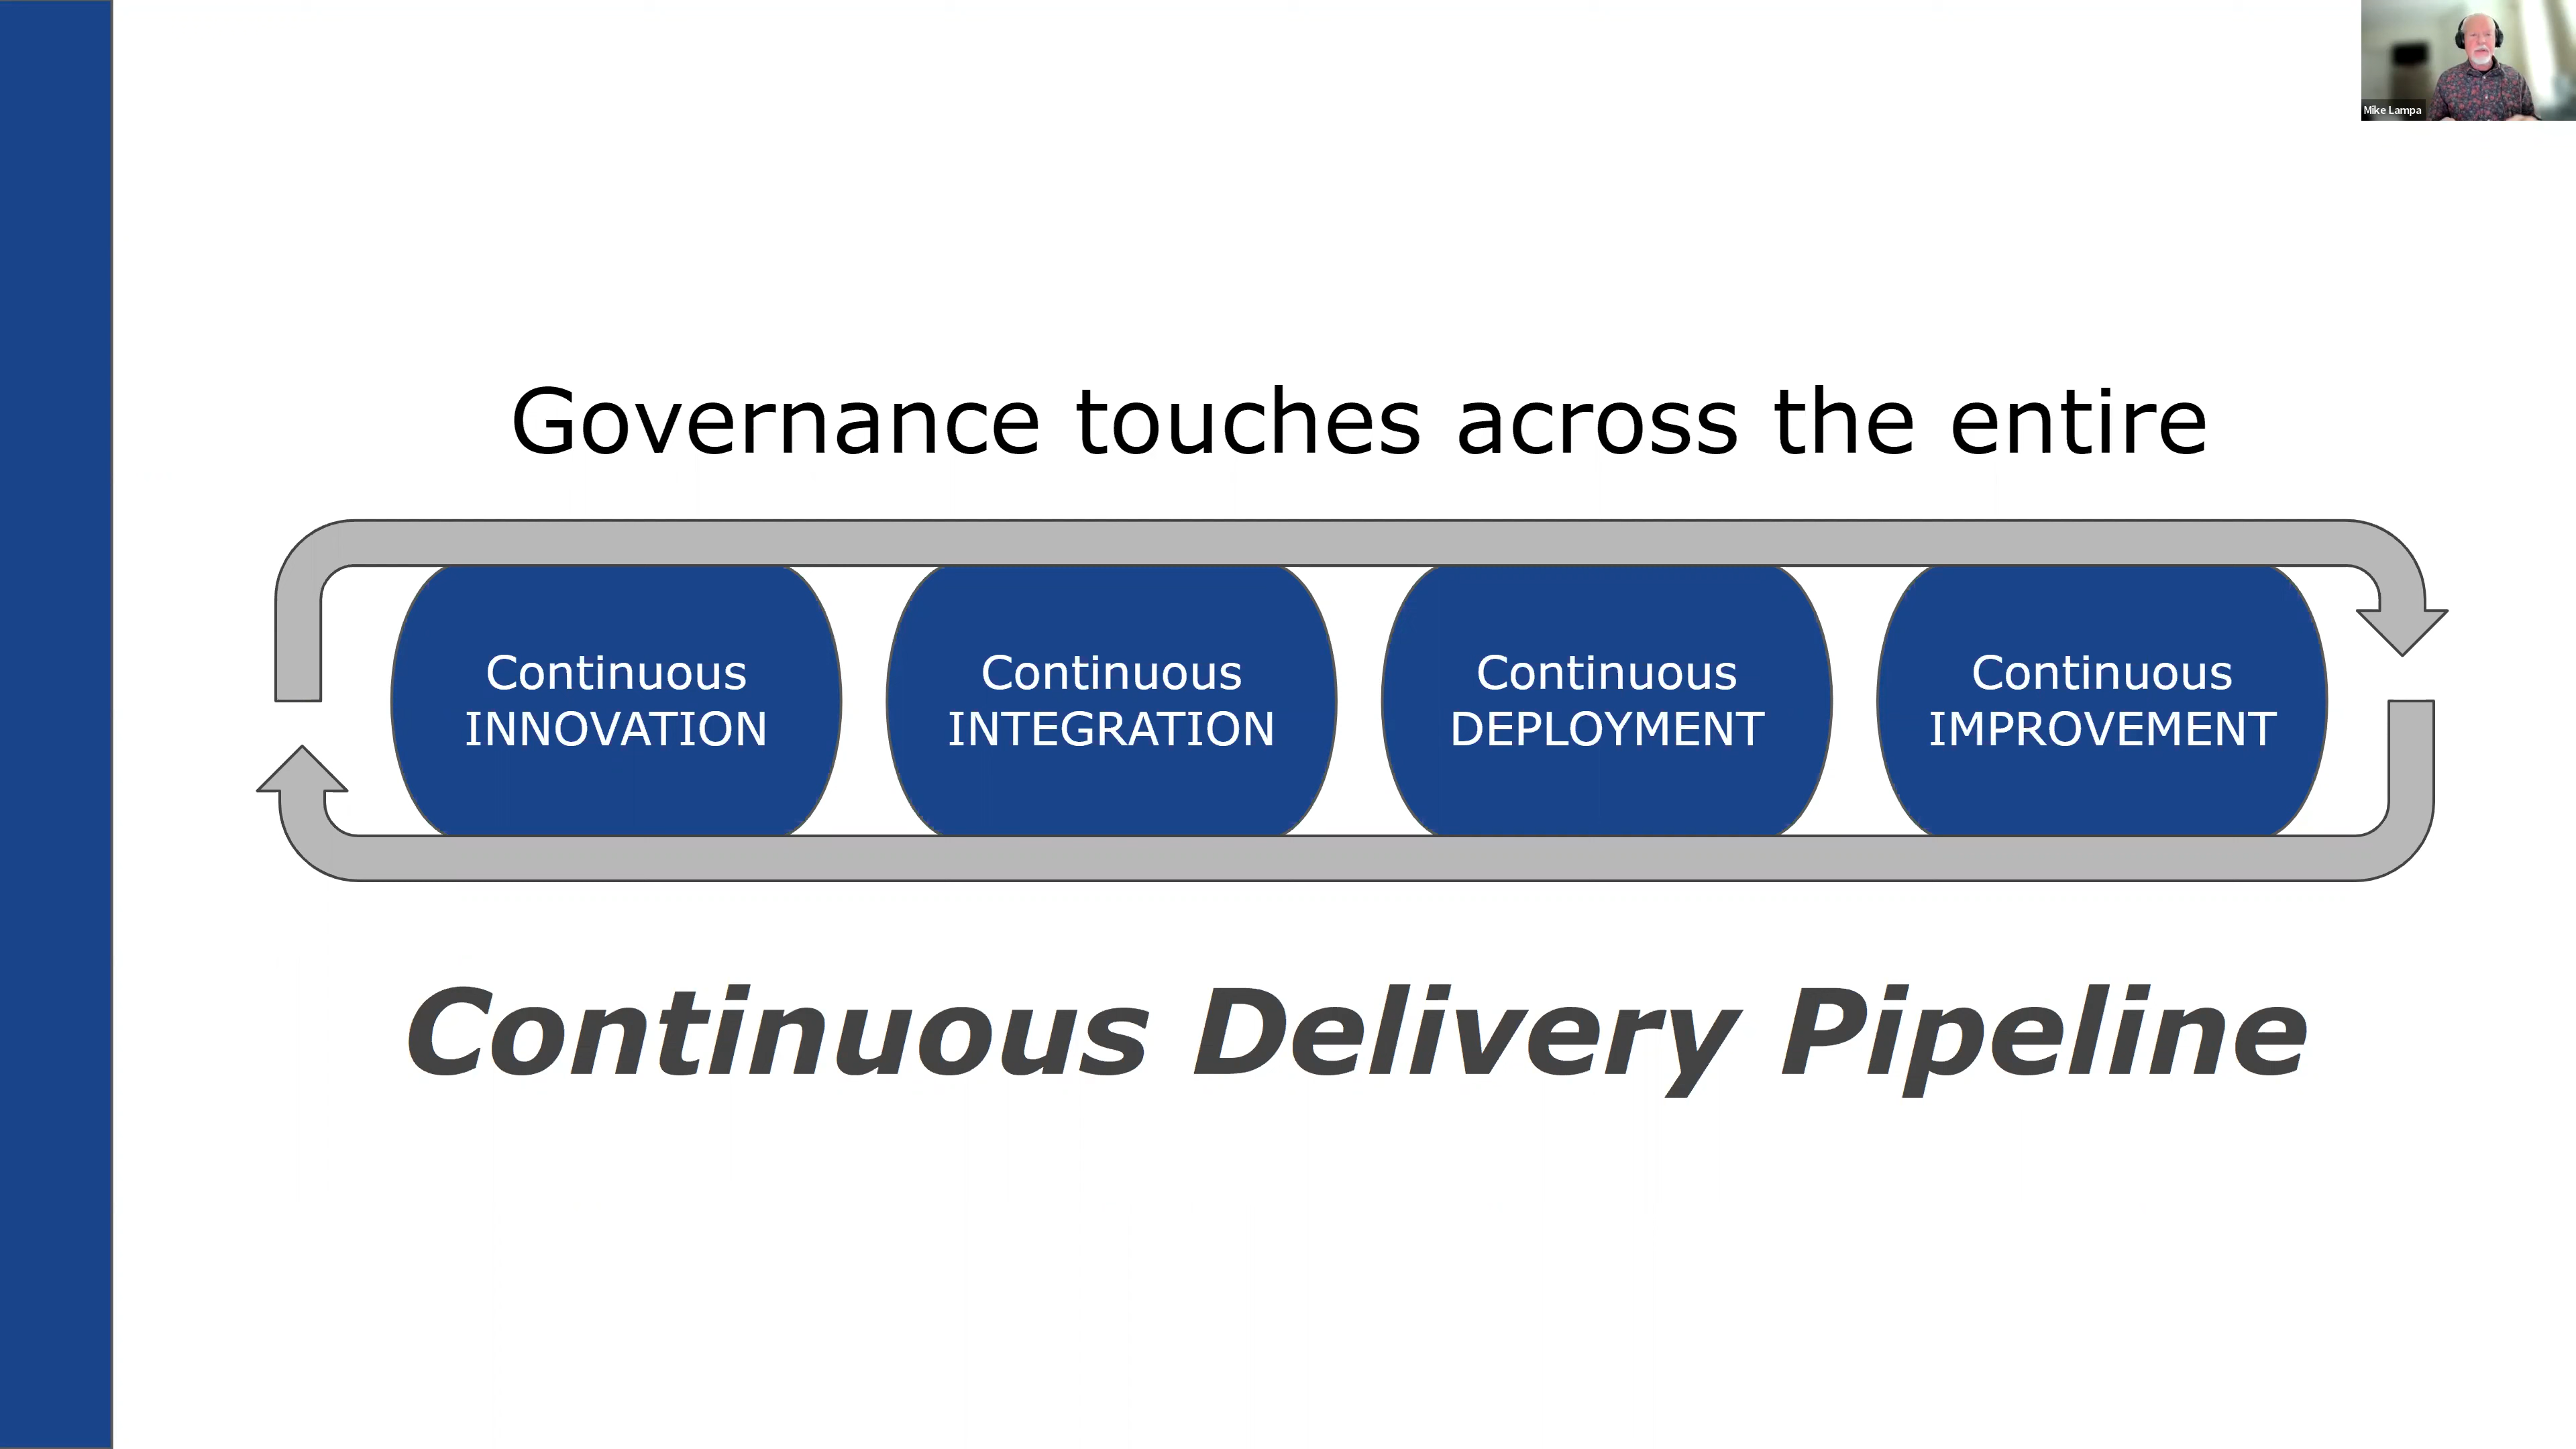 Mike Lampa
Governance touches across the entire
Continuous
INNOVATION
Continuous
INTEGRATION
Continuous
DEPLOYMENT
Continuous
IMPROVEMENT
Continuous Delivery Pipeline